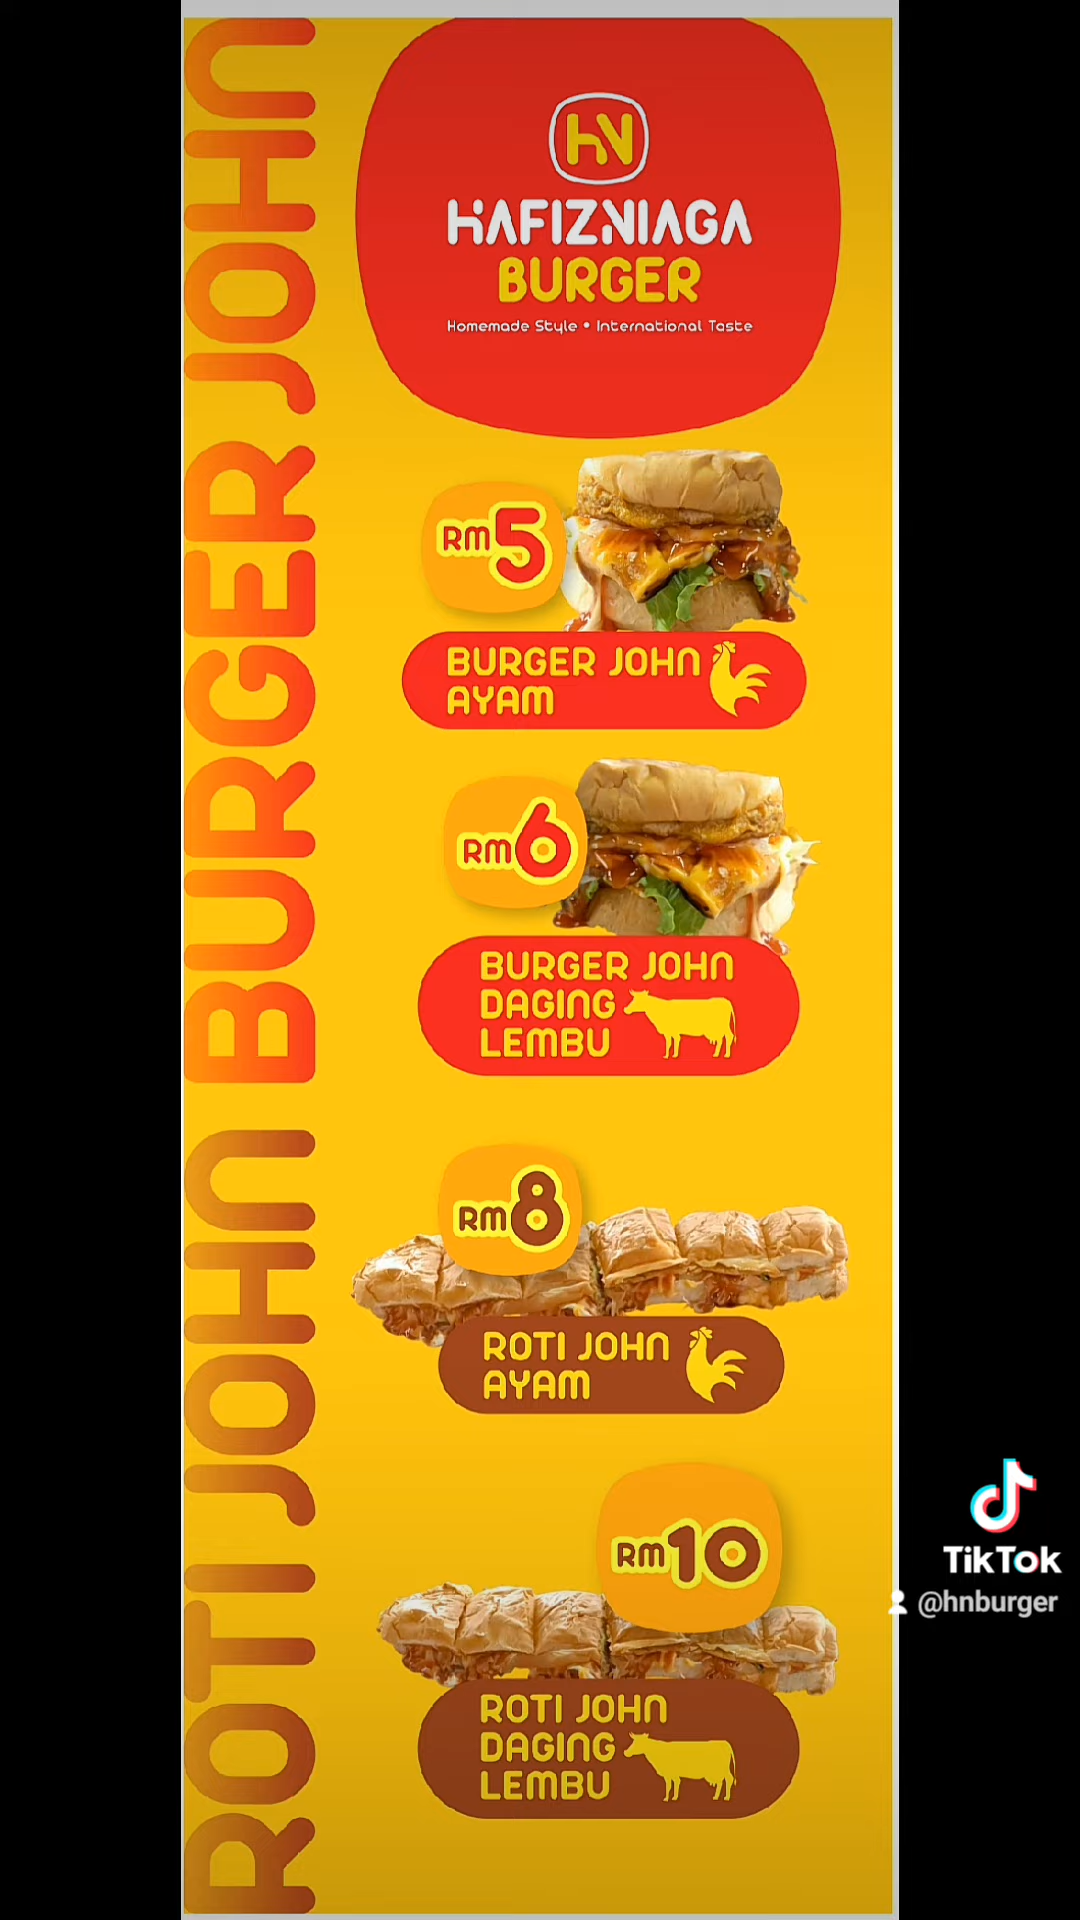 HN
HAFIZNIAGA
BURGER
Homemade Style • International Taste
ROTI JOHN BURGER JOHN
RM5
BURGER JOHN
AYAM
RM6
BURGER JOHN
DAGING
LEMBU
RM8
ROTI JOHN
AYAM
RM10
ROTI JOHN
DAGING
LEMBU
TikTok
@hnburger